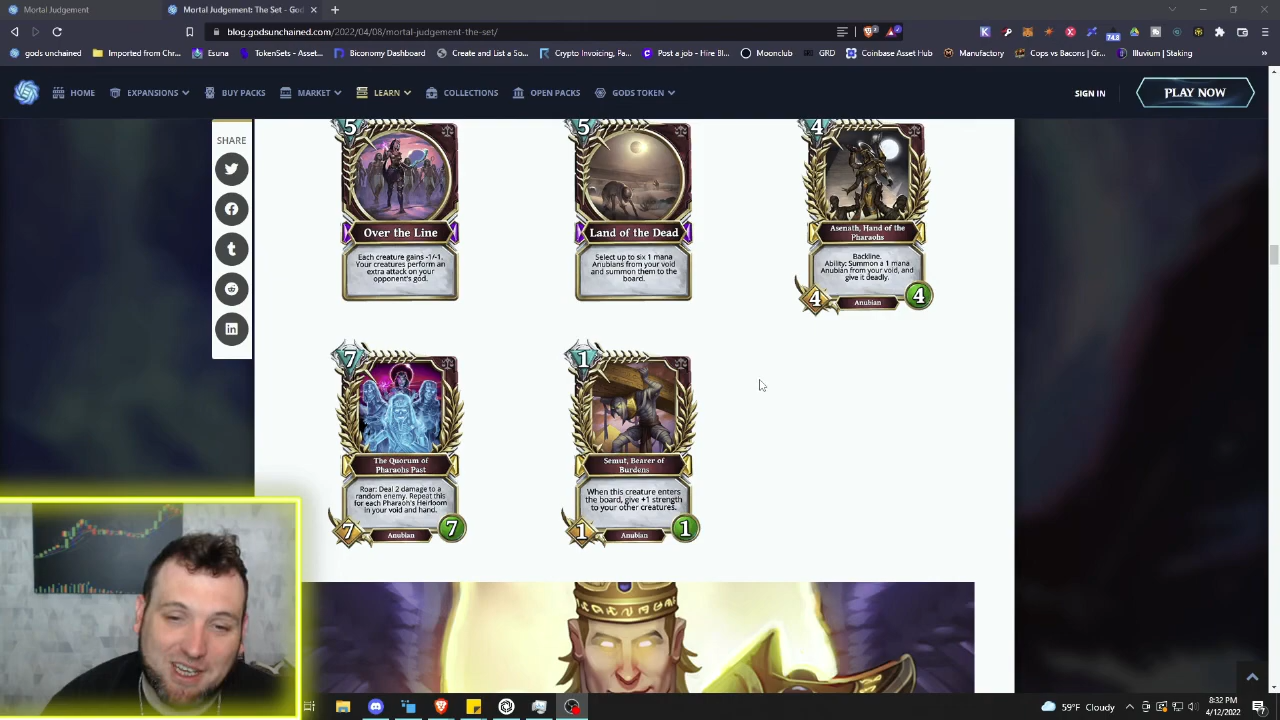 Mortal Judgement
Mortal Judgement: The Set - God
blog.godsunchained.com/2022/04/08/mortal-judgement-the-set/
gods unchained
Imported from Chr...
Esuna
TokenSets - Asset...
Biconomy Dashboard
Create and List a So...
Crypto Invoicing, Pa...
Post a job - Hire Bl...
Moonclub
GRD
Coinbase Asset Hub
Manufactory
Cops vs Bacons | Gr...
Illuvium | Staking
HOME
EXPANSIONS
BUY PACKS
MARKET
LEARN
COLLECTIONS
OPEN PACKS
GODS TOKEN
SIGN IN
PLAY NOW
SHARE
5
Over the Line
Each creature gains -1/-1.
Your creatures perform an
extra attack on your
opponent's god.
5
Land of the Dead
Select up to six 1 mana
Anubians from your void
and summon them to the
board.
4
Asenath, Hand of the
Pharaohs
Backline.
Ability: Summon a 1 mana
Anubian from your void, and
give it deadly.
4
Anubian
4
7
The Quorum of
Pharaohs Past
Roar: Deal 2 damage to a
random enemy. Repeat this
for each Pharaoh's Heirloom
in your void and hand.
7
Anubian
7
1
Semut, Bearer of
Burdens
When this creature enters
the board, give +1 strength
to your other creatures.
1
Anubian
1
59°F Cloudy
8:32 PM
4/12/2022